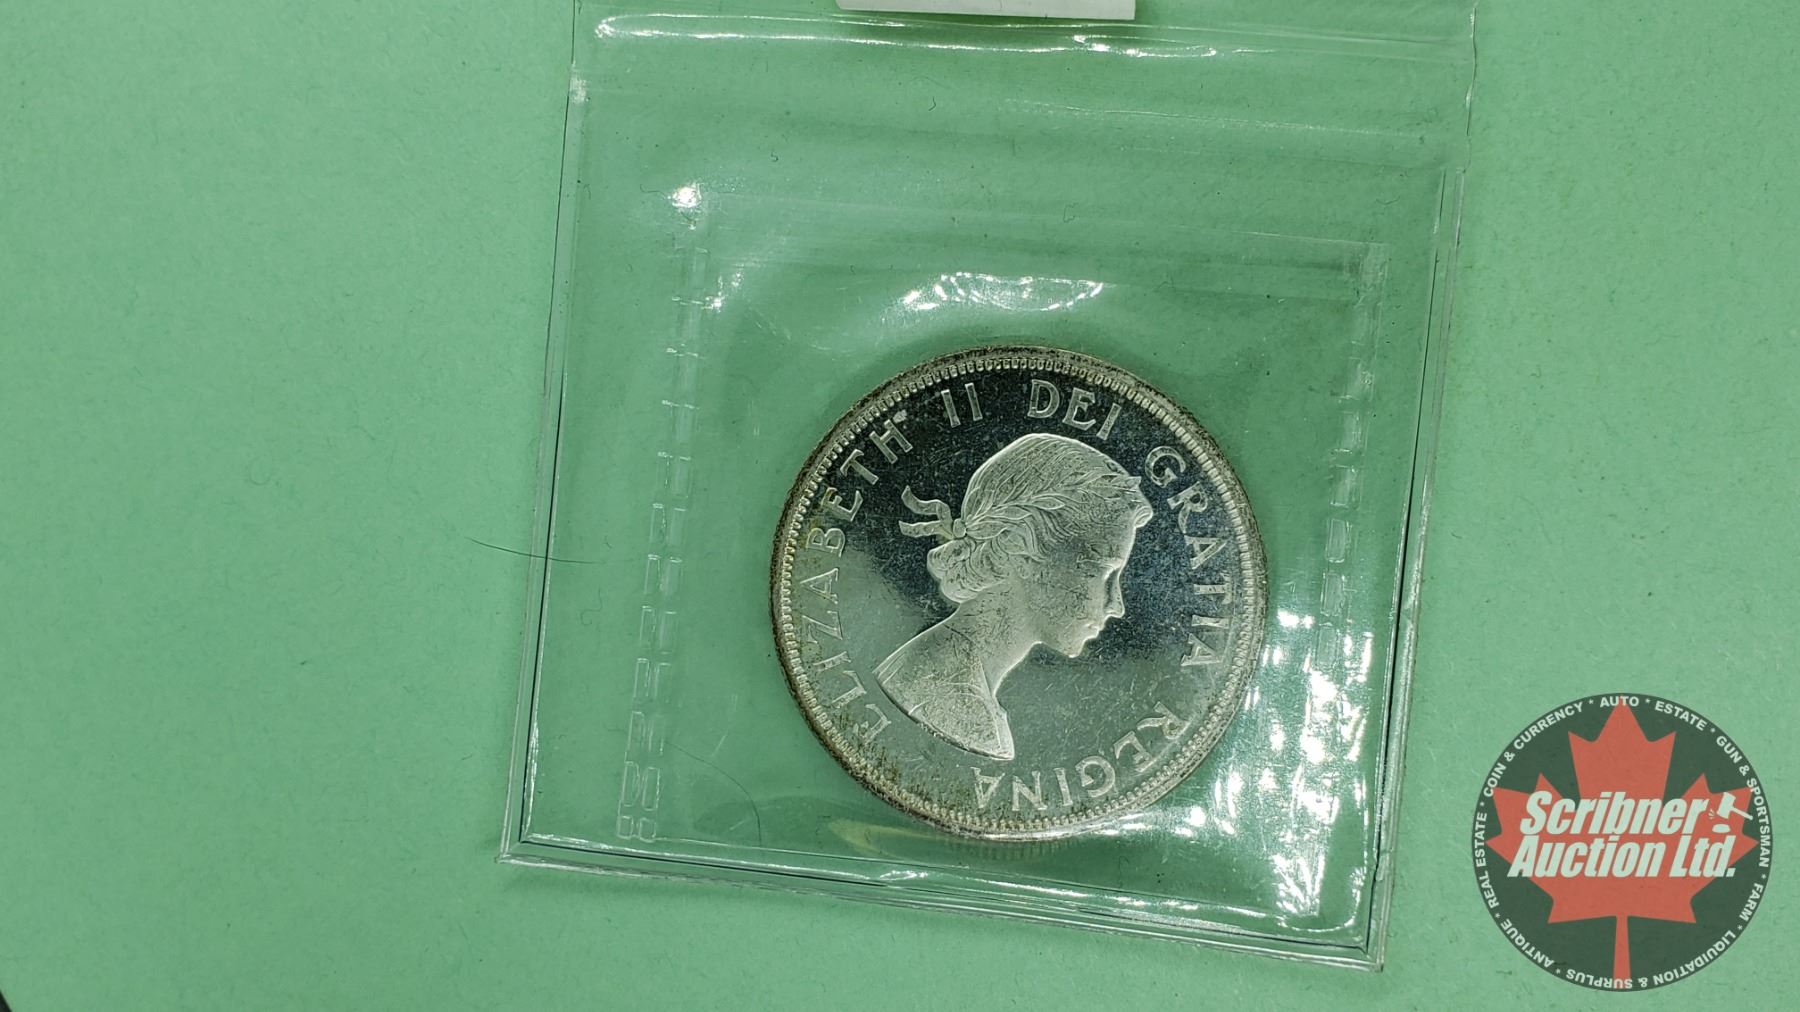 ELIZABETH II DEI GRATIA REGINA
Scribner
Auction Ltd.
* COIN & CURRENCY * AUTO * ESTATE * GUN & SPORTSMAN * FARM * LIQUIDATION & SURPLUS * ANTIQUE * REAL ESTATE